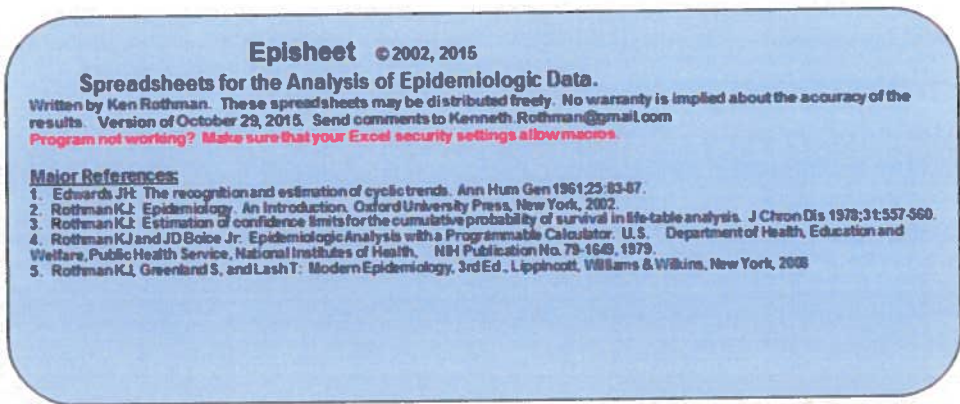 Episheet ©2002, 2015
Spreadsheets for the Analysis of Epidemiologic Data.
Written by Ken Rothman. These spreadsheets may be distributed freely. No warranty is implied about the accuracy of the
results. Version of October 29, 2015. Send comments to Kenneth.Rothman@gmail.com
Program not working? Make sure that your Excel security settings allow macros.
Major References:
1. Edwards JH: The recognition and estimation of cyclic trends. Ann Hum Gen 1961;25:83-87.
2. Rothman KJ: Epidemiology. An Introduction. Oxford University Press, New York, 2002.
3. Rothman KJ: Estimation of confidence limits for the cumulative probability of survival in life-table analysis. J Chron Dis 1978;31:557-560.
4. Rothman KJ and JD Boice Jr: Epidemiologic Analysis with a Programmable Calculator. U.S. Department of Health, Education and
Welfare, Public Health Service, National Institutes of Health, NIH Publication No. 79-1649, 1979.
5. Rothman KJ, Greenland S, and Lash T: Modern Epidemiology, 3rd Ed., Lippincott, Williams & Wilkins, New York, 2008